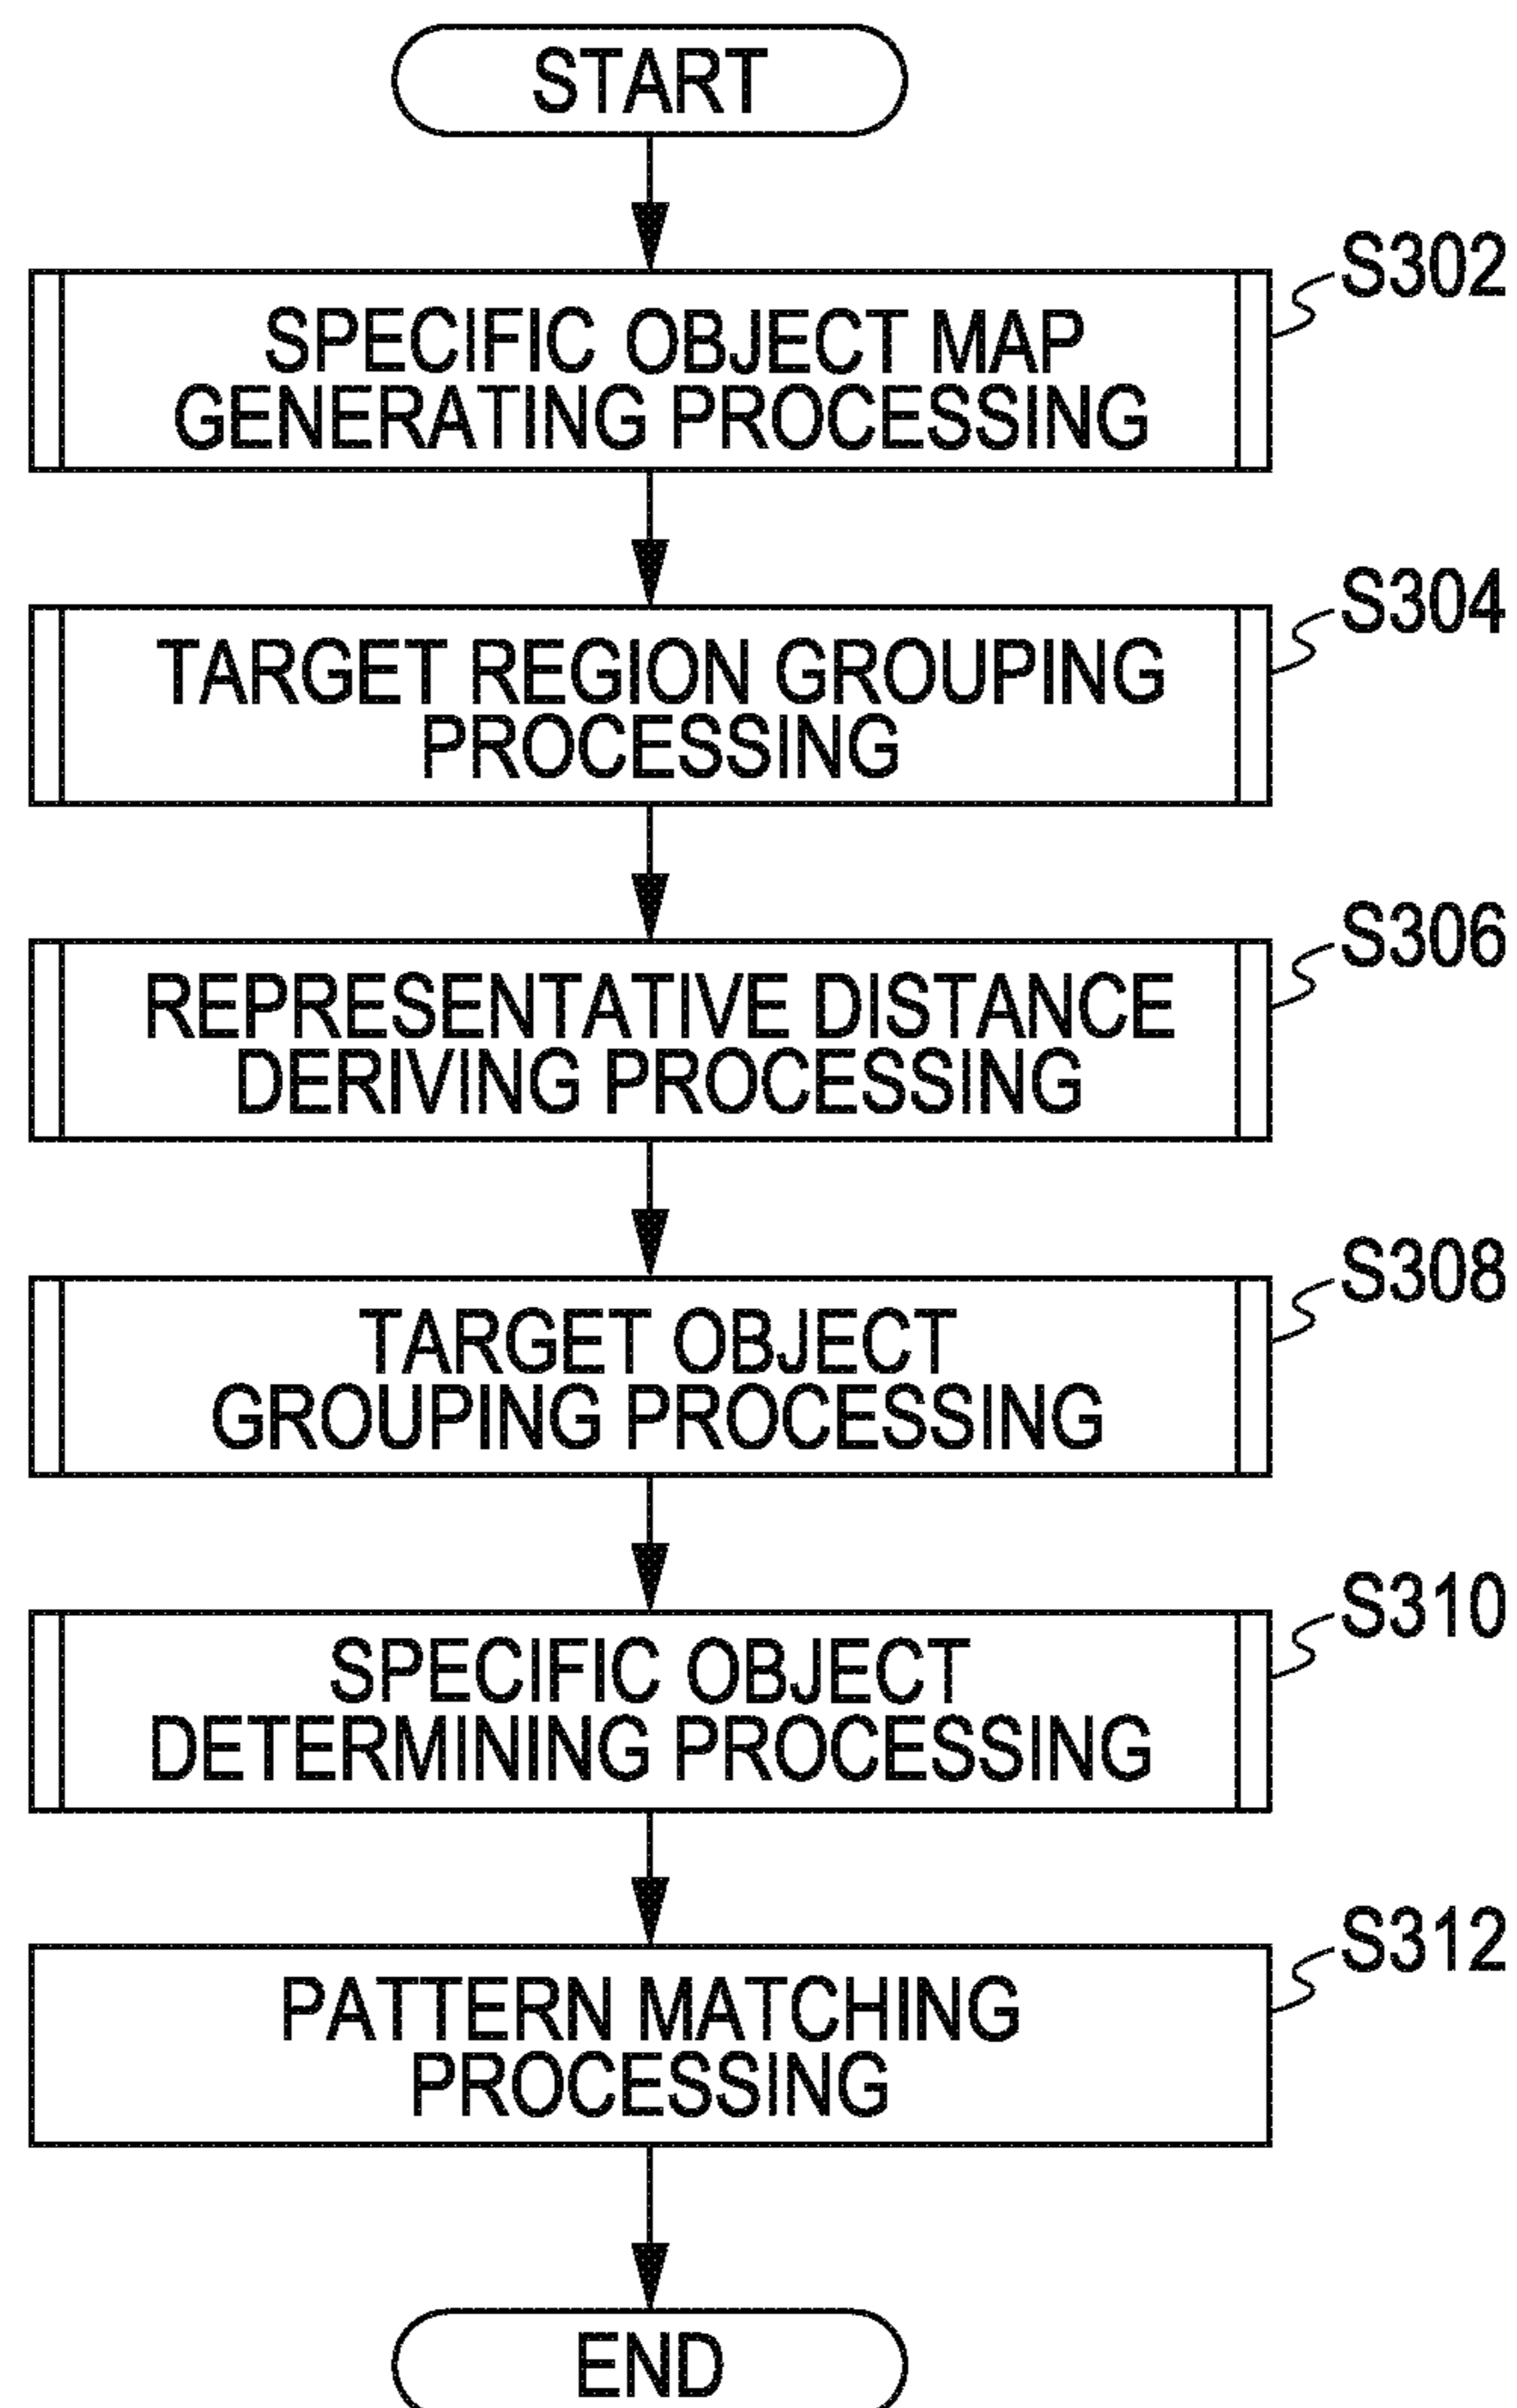 START
S302
SPECIFIC OBJECT MAP
GENERATING PROCESSING
S304
TARGET REGION GROUPING
PROCESSING
S306
REPRESENTATIVE DISTANCE
DERIVING PROCESSING
S308
TARGET OBJECT
GROUPING PROCESSING
S310
SPECIFIC OBJECT
DETERMINING PROCESSING
S312
PATTERN MATCHING
PROCESSING
END